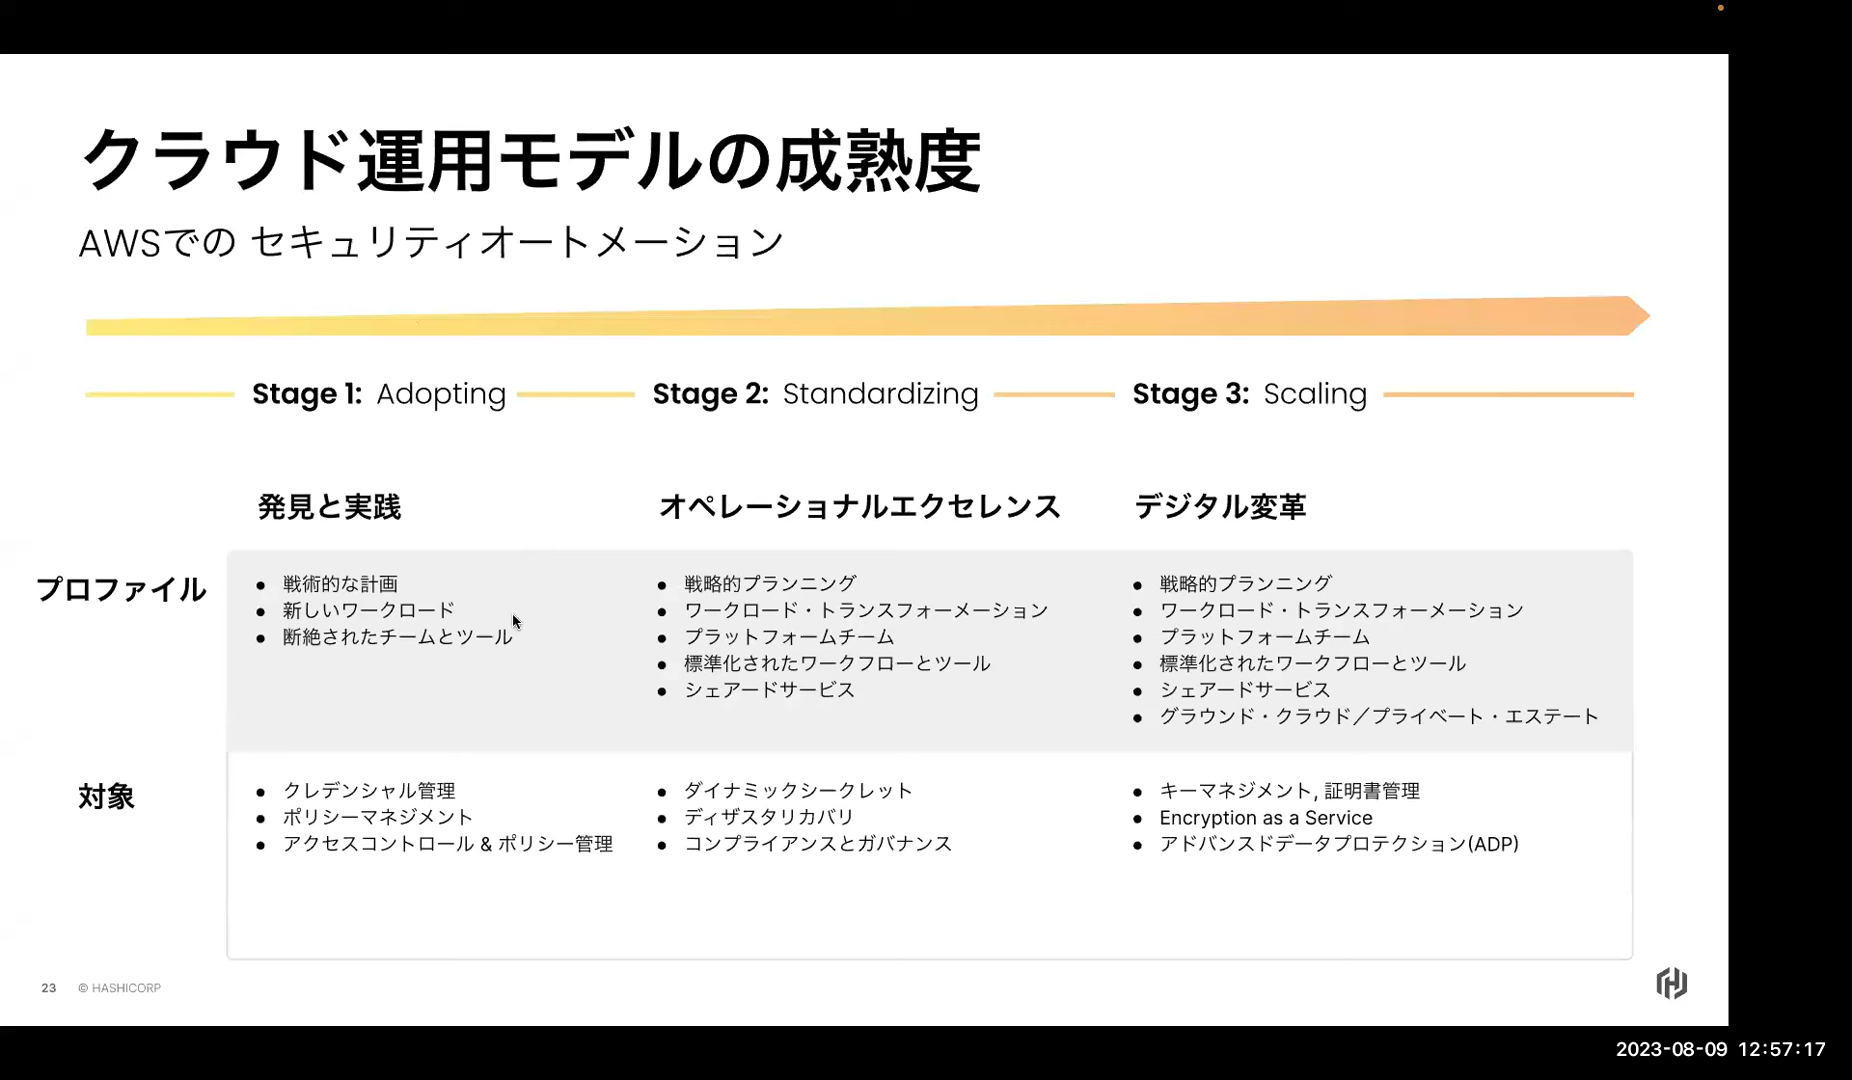 クラウド運用モデルの成熟度
AWSでの セキュリティオートメーション
Stage 1: Adopting
Stage 2: Standardizing
Stage 3: Scaling
発見と実践
オペレーショナルエクセレンス
デジタル変革
プロファイル
● 戦術的な計画
● 新しいワークロード
● 断絶されたチームとツール
● 戦略的プランニング
● ワークロード・トランスフォーメーション
● プラットフォームチーム
● 標準化されたワークフローとツール
● シェアードサービス
● 戦略的プランニング
● ワークロード・トランスフォーメーション
● プラットフォームチーム
● 標準化されたワークフローとツール
● シェアードサービス
● グラウンド・クラウド／プライベート・エステート
対象
● クレデンシャル管理
● ポリシーマネジメント
● アクセスコントロール & ポリシー管理
● ダイナミックシークレット
● ディザスタリカバリ
● コンプライアンスとガバナンス
● キーマネジメント, 証明書管理
● Encryption as a Service
● アドバンスドデータプロテクション(ADP)
23 © HASHICORP
2023-08-09 12:57:17